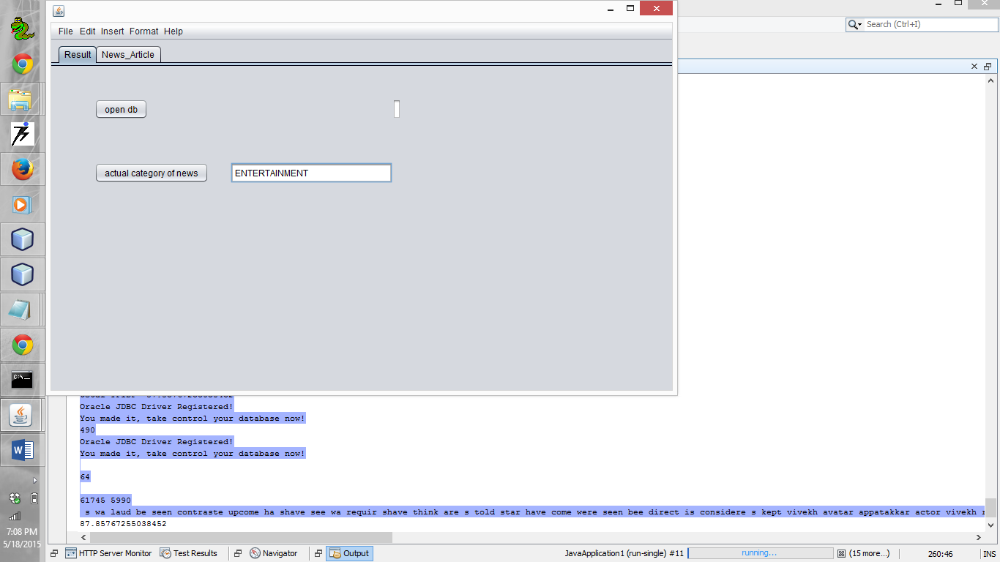 File Edit Insert Format Help
Search (Ctrl+I)
Result News_Article
open db
actual category of news ENTERTAINMENT
Oracle JDBC Driver Registered!
You made it, take control your database now!
490
Oracle JDBC Driver Registered!
You made it, take control your database now!
64
61745 5990
s wa laud be seen contraste upcome ha shave see wa requir shave think are s told star have come were seen bee direct is considere s kept vivekh avatar appatakkar actor vivekh
87.85767255038452
C:\
W
7:08 PM
5/18/2015
HTTP Server Monitor Test Results Navigator Output JavaApplication1 (run-single) #11 running... (15 more...) 260:46 INS